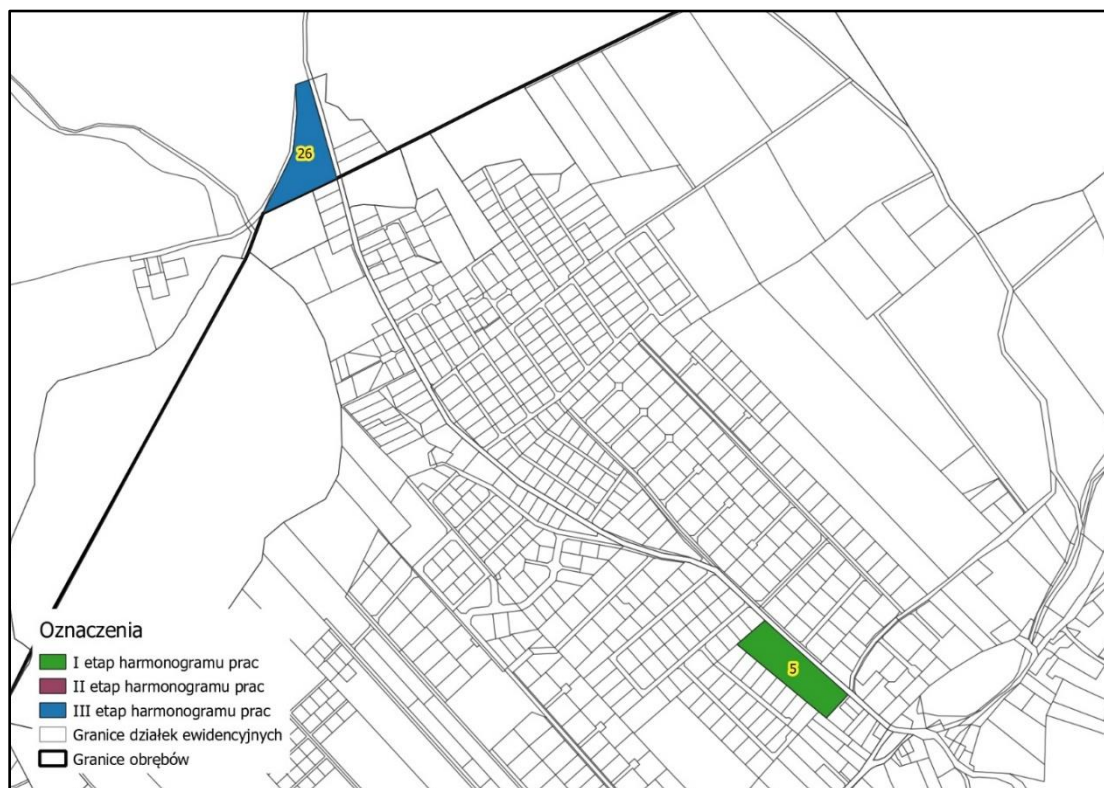 26
5
Oznaczenia
I etap harmonogramu prac
II etap harmonogramu prac
III etap harmonogramu prac
Granice działek ewidencyjnych
Granice obrębów